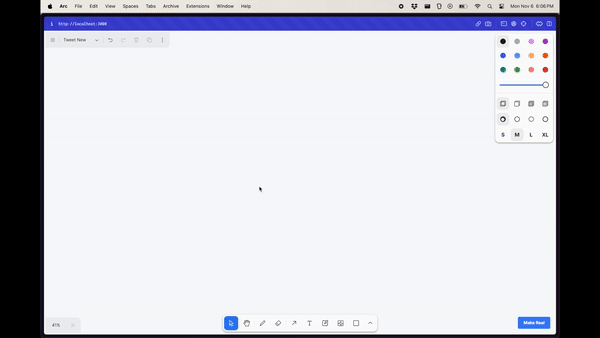 Arc File Edit View Spaces Tabs Archive Extensions Window Help
Mon Nov 6 6:06 PM
http://localhost:3000
Tweet New
S M L XL
41%
T
Make Real